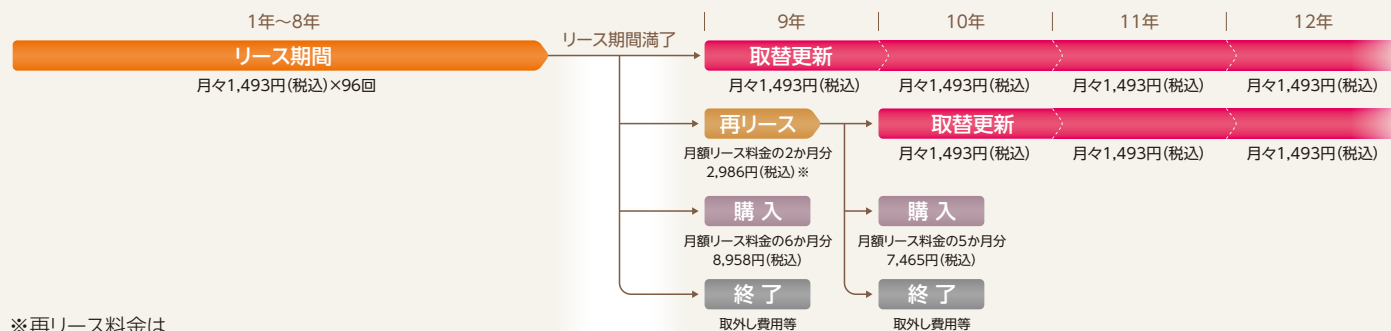 1年～8年
9年
10年
11年
12年
リース期間満了
リース期間
取替更新
月々1,493円(税込)×96回
月々1,493円(税込)
月々1,493円(税込)
月々1,493円(税込)
月々1,493円(税込)
再リース
取替更新
月額リース料金の2か月分
2,986円(税込)※
月々1,493円(税込)
月々1,493円(税込)
月々1,493円(税込)
購入
購入
月額リース料金の6か月分
8,958円(税込)
月額リース料金の5か月分
7,465円(税込)
終了
終了
※再リース料金は
取外し費用等
取外し費用等